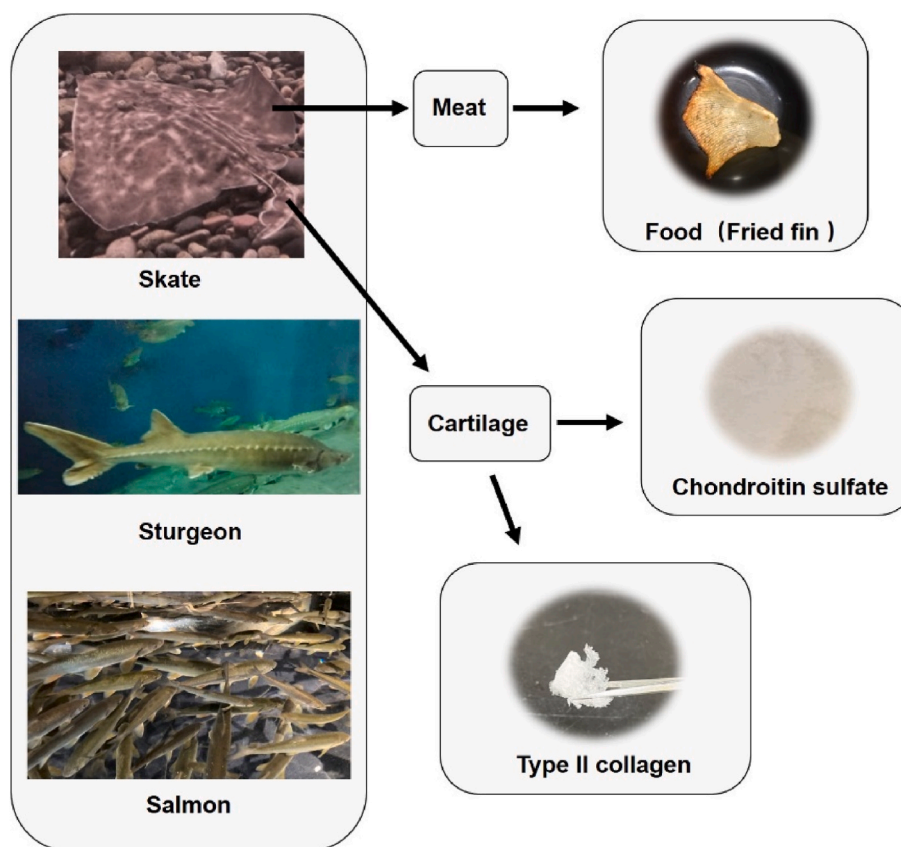 Skate
Meat
Food（Fried fin ）
Sturgeon
Cartilage
Chondroitin sulfate
Salmon
Type II collagen